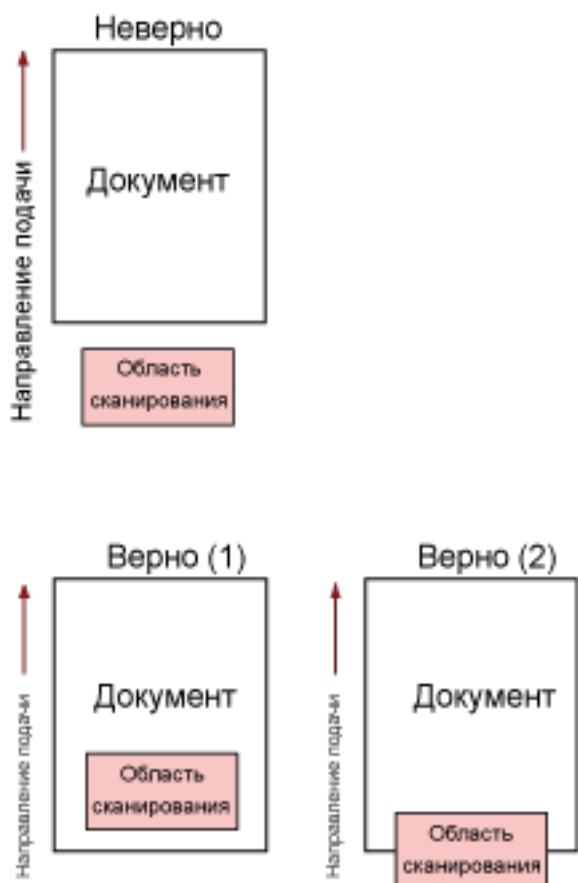 Неверно
Направление подачи
Документ
Область
сканирования
Верно (1)
Направление подачи
Документ
Область
сканирования
Верно (2)
Направление подачи
Документ
Область
сканирования